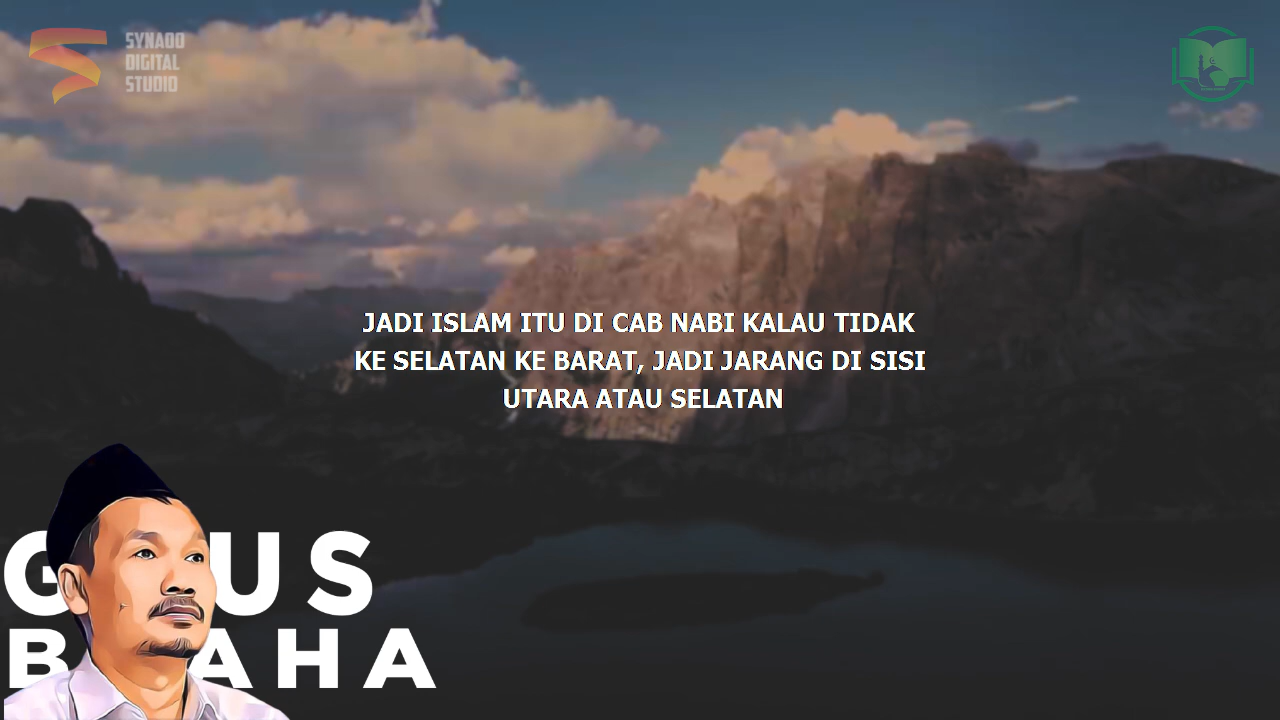 SYNADO
DIGITAL
STUDIO
JADI ISLAM ITU DI CAB NABI KALAU TIDAK
KE SELATAN KE BARAT, JADI JARANG DI SISI
UTARA ATAU SELATAN
GUS
BAHA